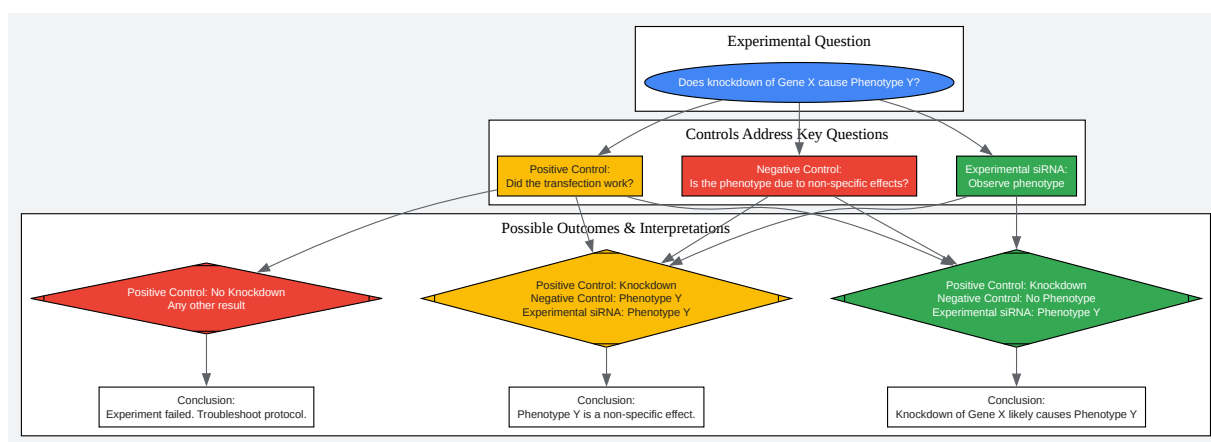 Experimental Question
Does knockdown of Gene X cause Phenotype Y?
Controls Address Key Questions
Positive Control:
Did the transfection work?
Negative Control:
Is the phenotype due to non-specific effects?
Experimental siRNA:
Observe phenotype
Possible Outcomes & Interpretations
Positive Control: No Knockdown
Any other result
Positive Control: Knockdown
Negative Control: Phenotype Y
Experimental siRNA: Phenotype Y
Positive Control: Knockdown
Negative Control: No Phenotype
Experimental siRNA: Phenotype Y
Conclusion:
Experiment failed. Troubleshoot protocol.
Conclusion:
Phenotype Y is a non-specific effect.
Conclusion:
Knockdown of Gene X likely causes Phenotype Y